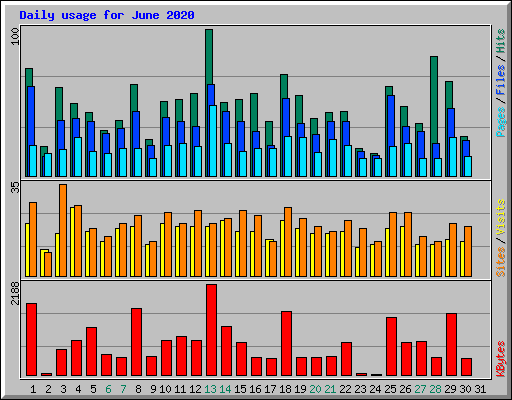 Daily usage for June 2020
100
Pages / Files / Hits
35
Sites / Visits
2188
KBytes
1 2 3 4 5 6 7 8 9 10 11 12 13 14 15 16 17 18 19 20 21 22 23 24 25 26 27 28 29 30 31